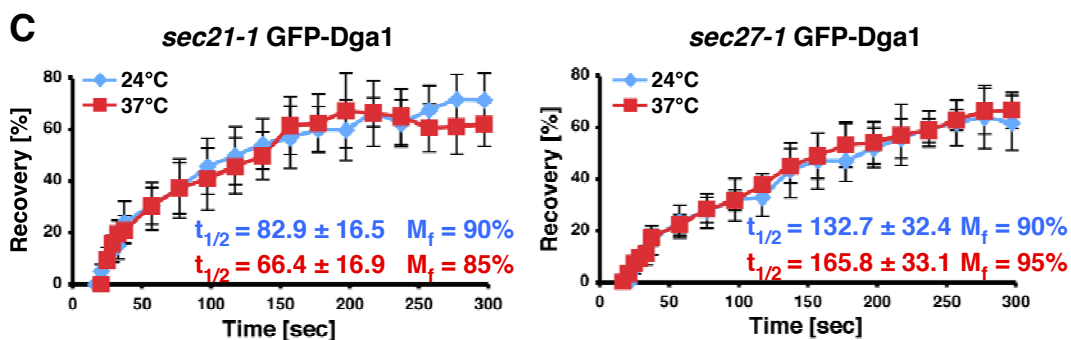 C
sec21-1 GFP-Dga1
80
60
40
20
0
Recovery [%]
24°C
37°C
t1/2 = 82.9 ± 16.5 Mf = 90%
t1/2 = 66.4 ± 16.9 Mf = 85%
0 50 100 150 200 250 300
Time [sec]
sec27-1 GFP-Dga1
80
60
40
20
0
Recovery [%]
24°C
37°C
t1/2 = 132.7 ± 32.4 Mf = 90%
t1/2 = 165.8 ± 33.1 Mf = 95%
0 50 100 150 200 250 300
Time [sec]